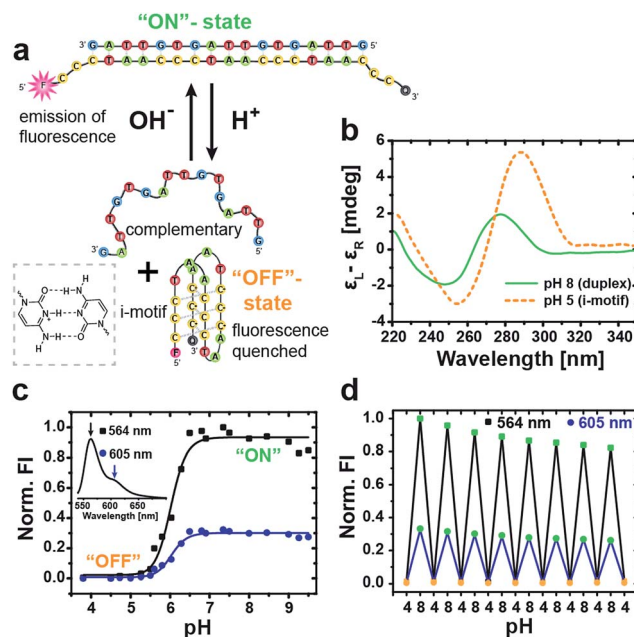 "ON"- state
a
3' G A T T G T G A T T G T G A T T G 5'
C C C T A A C C C T A A C C C T A A C C C
5' F
Q 3'
emission of
fluorescence
OH⁻
H⁺
complementary
3'
G A T T G T G A T T G T G A T T G
5'
+
"OFF"-
state
i-motif
fluorescence
quenched
F
5'
3'
b
εL- εR [mdeg]
6
4
2
0
-2
-4
pH 8 (duplex)
pH 5 (i-motif)
220 240 260 280 300 320 340
Wavelength [nm]
c
Norm. FI
1.0
0.8
0.6
0.4
0.2
0.0
564 nm
605 nm
550 600 650
Wavelength [nm]
"ON"
"OFF"
4 5 6 7 8 9
pH
d
Norm. FI
1.0
0.8
0.6
0.4
0.2
0.0
564 nm
605 nm
4 8 4 8 4 8 4 8 4 8 4 8 4 8 4 8 4
pH